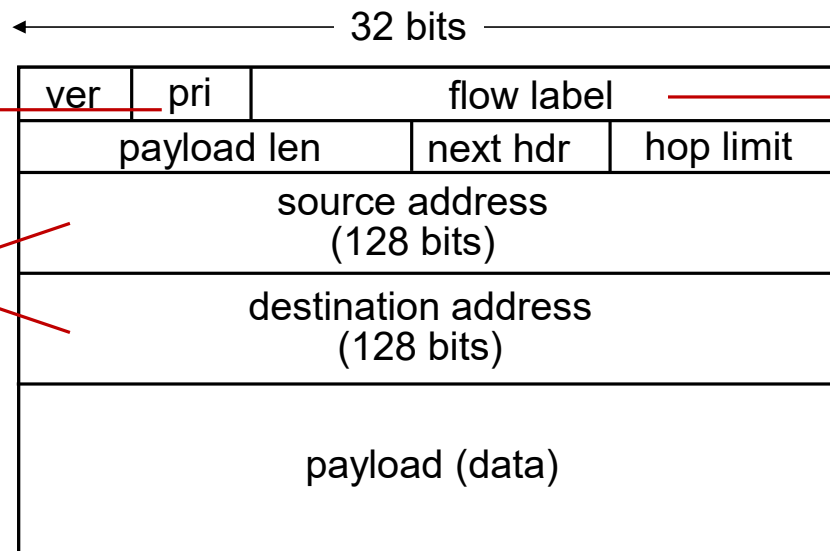 32 bits
ver pri flow label
payload len next hdr hop limit
source address
(128 bits)
destination address
(128 bits)
payload (data)